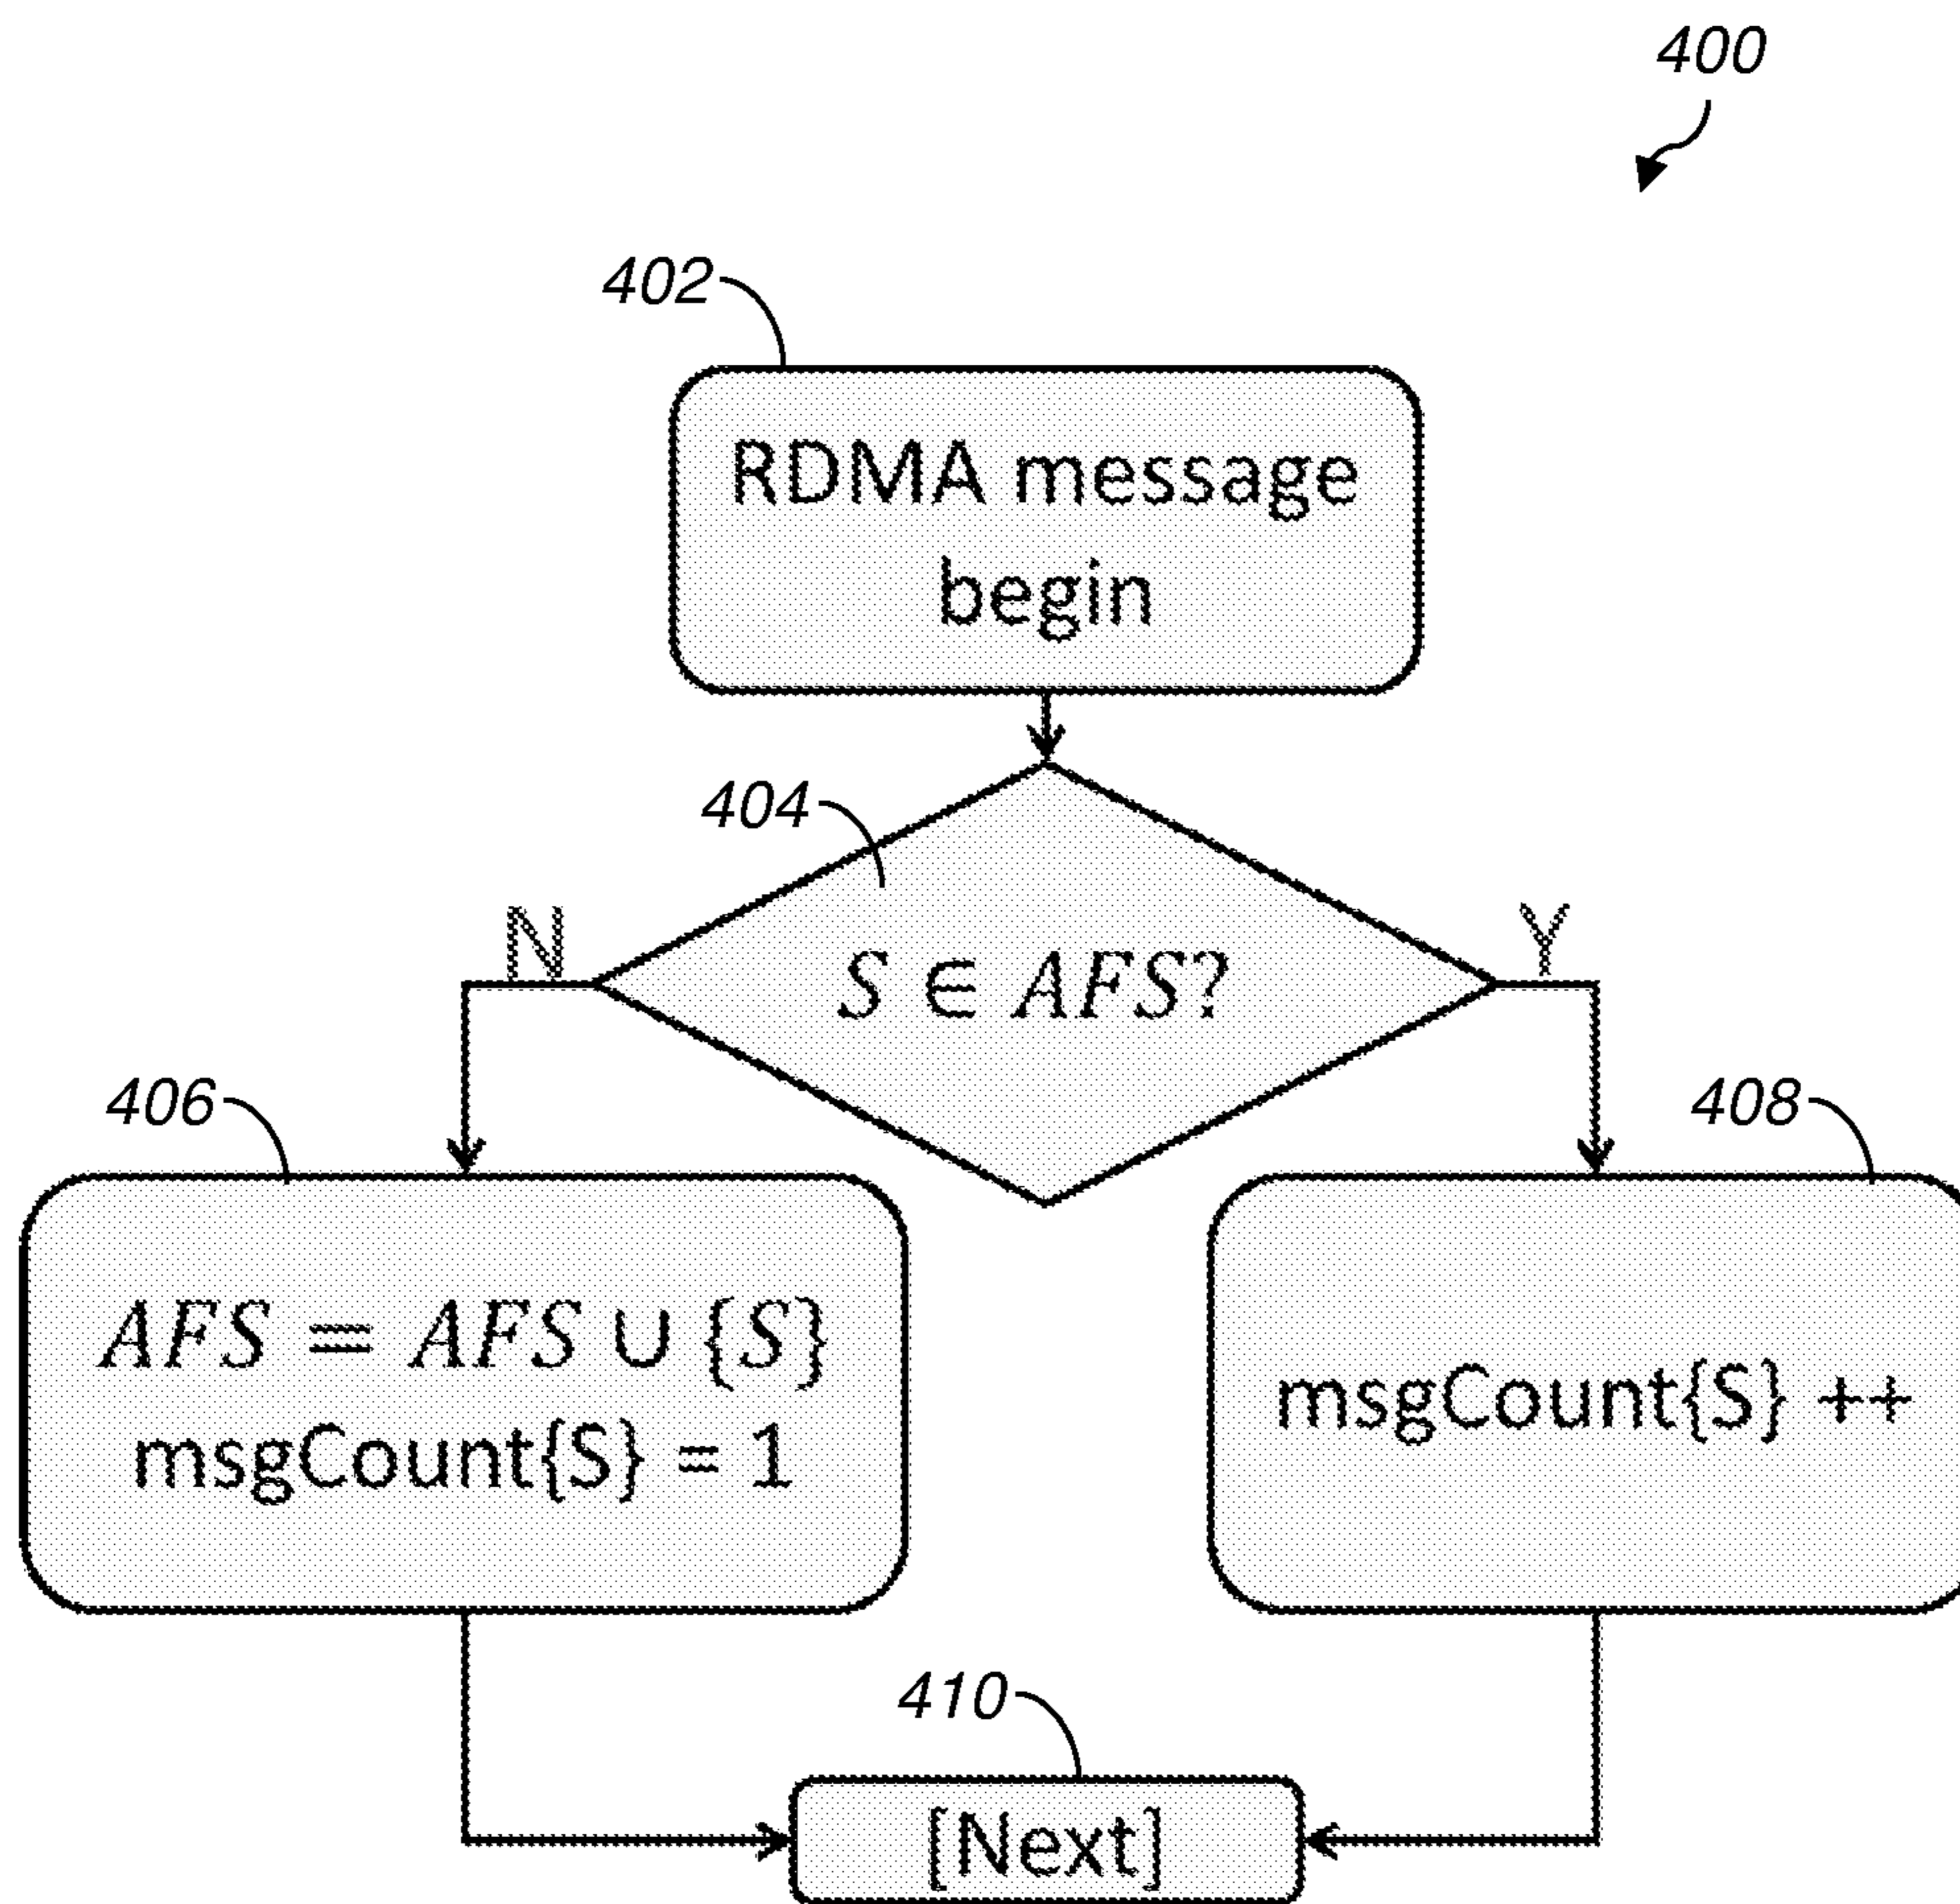 400
402
RDMA message
begin
404
N
Y
S ∈ AFS?
406
408
AFS = AFS ∪ {S}
msgCount{S} = 1
msgCount{S} ++
410
[Next]